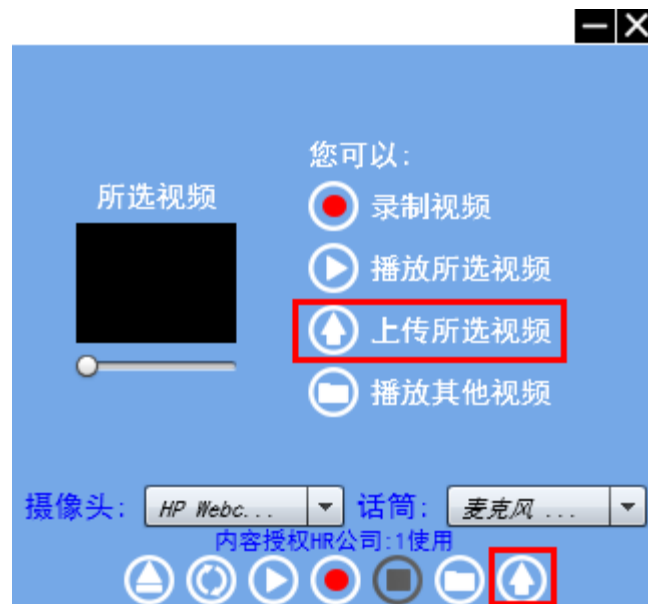 您可以:
所选视频
录制视频
播放所选视频
上传所选视频
播放其他视频
摄像头: HP Webc... 话筒: 麦克风 ...
内容授权HR公司:1使用